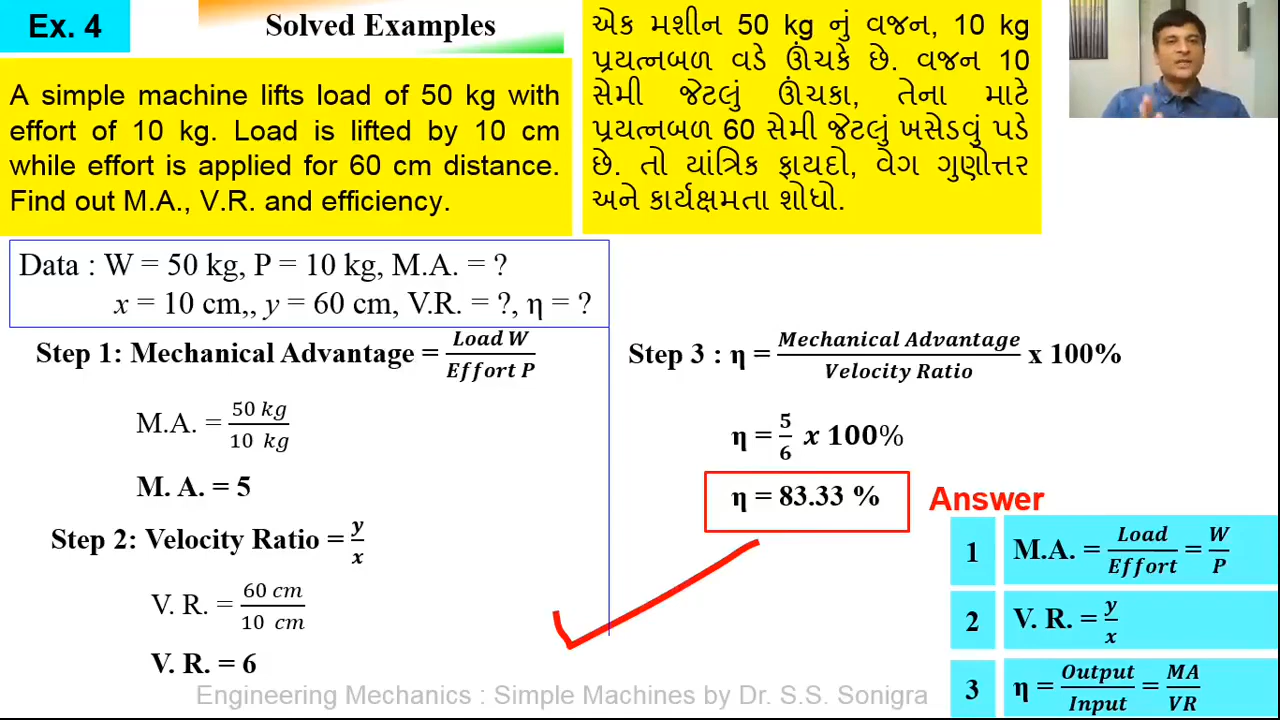 Ex. 4
Solved Examples
A simple machine lifts load of 50 kg with
effort of 10 kg. Load is lifted by 10 cm
while effort is applied for 60 cm distance.
Find out M.A., V.R. and efficiency.
એક મશીન 50 kg નું વજન, 10 kg
પ્રયત્નબળ વડે ઊંચકે છે. વજન 10
સેમી જેટલું ઊંચકા, તેના માટે
પ્રયત્નબળ 60 સેમી જેટલું ખસેડવું પડે
છે. તો યાંત્રિક ફાયદો, વેગ ગુણોત્તર
અને કાર્યક્ષમતા શોધો.
Data : W = 50 kg, P = 10 kg, M.A. = ?
x = 10 cm,, y = 60 cm, V.R. = ?, η = ?
Step 1: Mechanical Advantage = Load W / Effort P
M.A. = 50 kg / 10 kg
M. A. = 5
Step 2: Velocity Ratio = y / x
V. R. = 60 cm / 10 cm
V. R. = 6
Step 3 : η = Mechanical Advantage / Velocity Ratio x 100%
η = 5 / 6 x 100%
η = 83.33 %
Answer
1 M.A. = Load / Effort = W / P
2 V. R. = y / x
3 η = Output / Input = MA / VR
Engineering Mechanics : Simple Machines by Dr. S.S. Sonigra